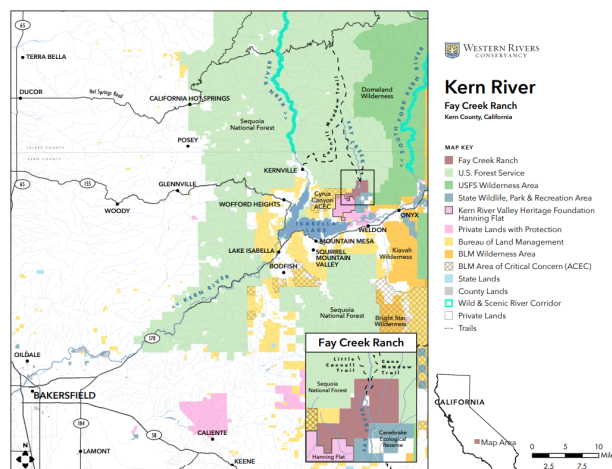 65
TERRA BELLA
DUCOR
Hot Springs Road
CALIFORNIA HOT SPRINGS
Sequoia
National Forest
Domeland
Wilderness
TULARE COUNTY
KERN COUNTY
POSEY
KERNVILLE
65
155
GLENNVILLE
WOODY
WOFFORD HEIGHTS
Cyrus
Canyon
ACEC
ISABELLA
LAKE
ONYX
WELDON
MOUNTAIN MESA
LAKE ISABELLA
SQUIRREL
MOUNTAIN
VALLEY
Kiavah
Wilderness
BODFISH
<< KERN RIVER
Sequoia
National Forest
Bright Star
Wilderness
178
OILDALE
BAKERSFIELD
184
LAMONT
58
CALIENTE
KEENE
N
Fay Creek Ranch
Little
Cannell
Trail
Cane
Meadow
Trail
Sequoia
National Forest
Canebrake
Ecological
Reserve
Hanning Flat
WESTERN RIVERS
CONSERVANCY
Kern River
Fay Creek Ranch
Kern County, California
MAP KEY
Fay Creek Ranch
U.S. Forest Service
USFS Wilderness Area
State Wildlife, Park & Recreation Area
Kern River Valley Heritage Foundation
Hanning Flat
Private Lands with Protection
Bureau of Land Management
BLM Wilderness Area
BLM Area of Critical Concern (ACEC)
State Lands
County Lands
Wild & Scenic River Corridor
Private Lands
Trails
CALIFORNIA
Map Area
0 5 10
Mil
2.5 7.5